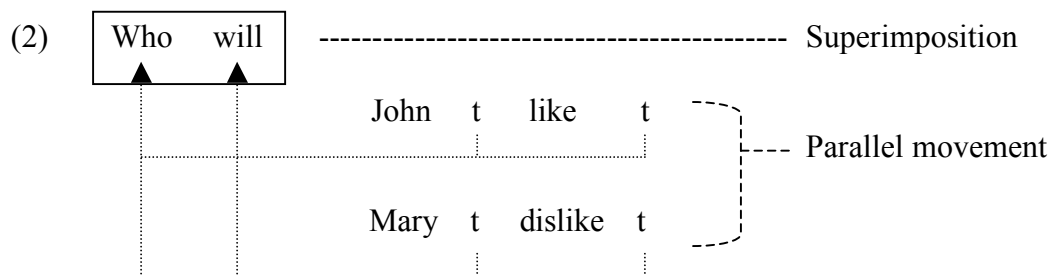 (2) Who will Superimposition
John t like t
Parallel movement
Mary t dislike t